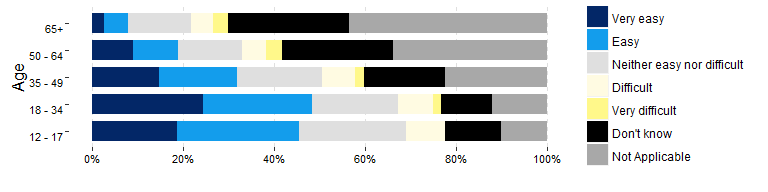 Age
65+
50 - 64
35 - 49
18 - 34
12 - 17
0% 20% 40% 60% 80% 100%
Very easy
Easy
Neither easy nor difficult
Difficult
Very difficult
Don't know
Not Applicable